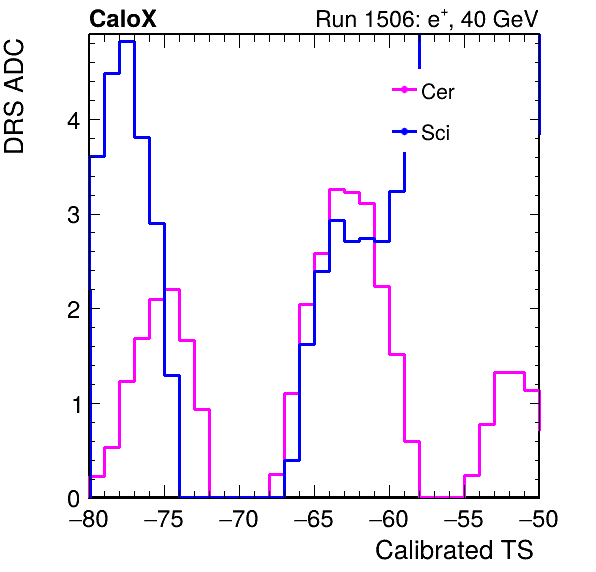 CaloX Run 1506: e⁺, 40 GeV
DRS ADC
Cer
Sci
4
3
2
1
0
−80 −75 −70 −65 −60 −55 −50
Calibrated TS